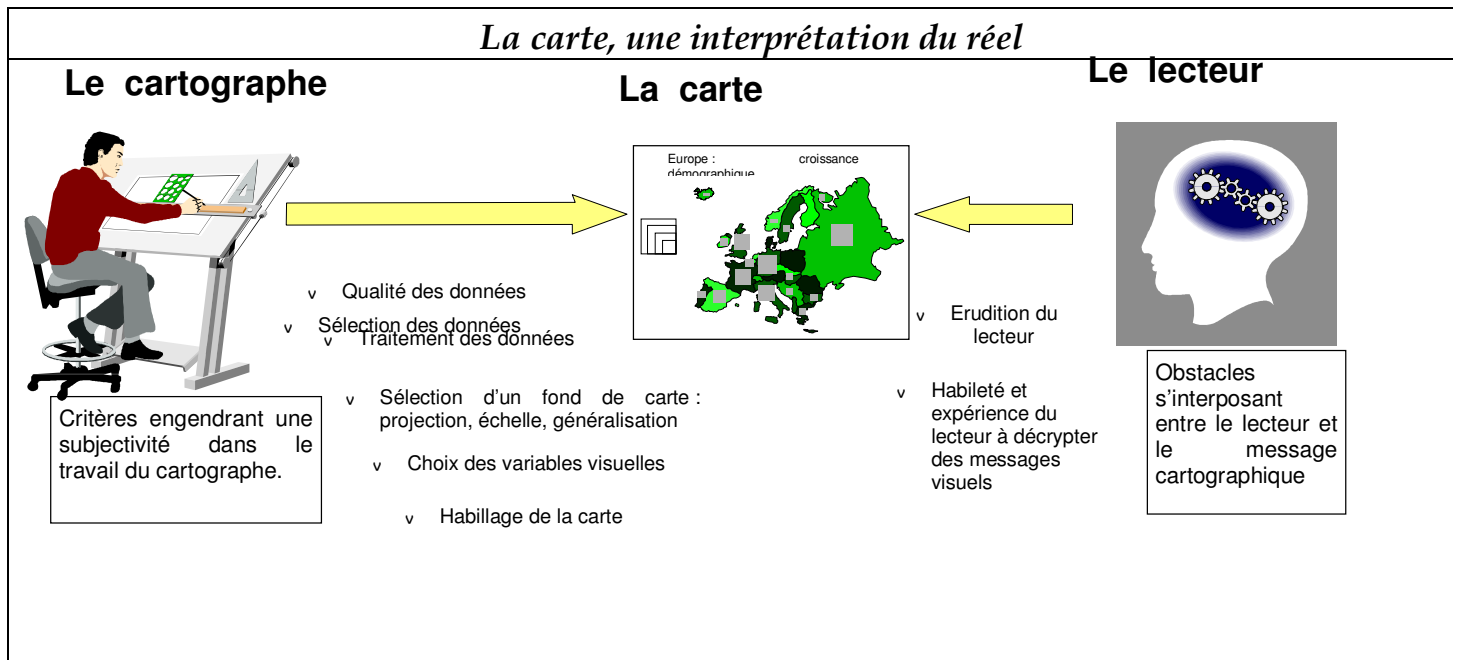 La carte, une interprétation du réel
Le cartographe
La carte
Le lecteur
Europe : croissance
démographique
v Qualité des données
v Sélection des données
v Traitement des données
v Sélection d'un fond de carte :
projection, échelle, généralisation
v Choix des variables visuelles
v Habillage de la carte
Critères engendrant une
subjectivité dans le
travail du cartographe.
v Erudition du
lecteur
v Habileté et
expérience du
lecteur à décrypter
des messages
visuels
Obstacles
s'interposant
entre le lecteur et
le message
cartographique